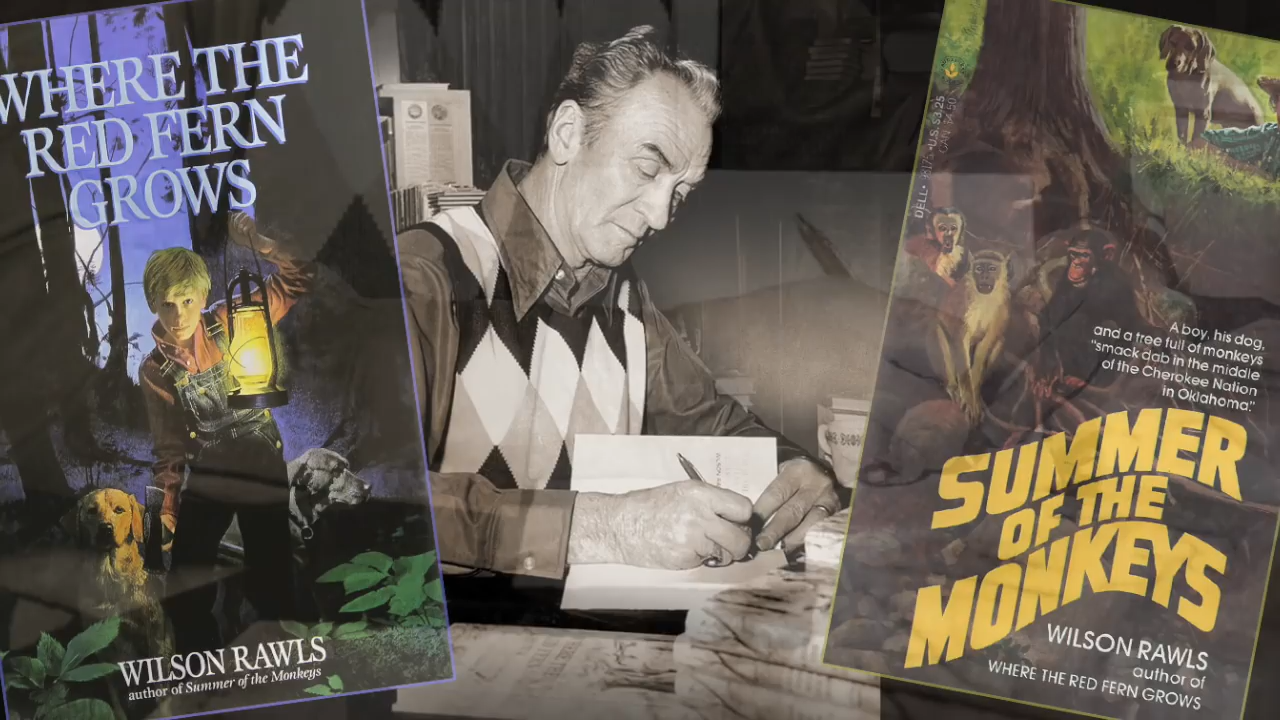 WHERE THE
RED FERN
GROWS
WILSON RAWLS
author of Summer of the Monkeys
DELL
U.S. $3.25
A boy, his dog,
and a tree full of monkeys
"smack dab in the middle
of the Cherokee Nation
in Oklahoma."
SUMMER
OF THE
MONKEYS
WILSON RAWLS
author of
WHERE THE RED FERN GROWS